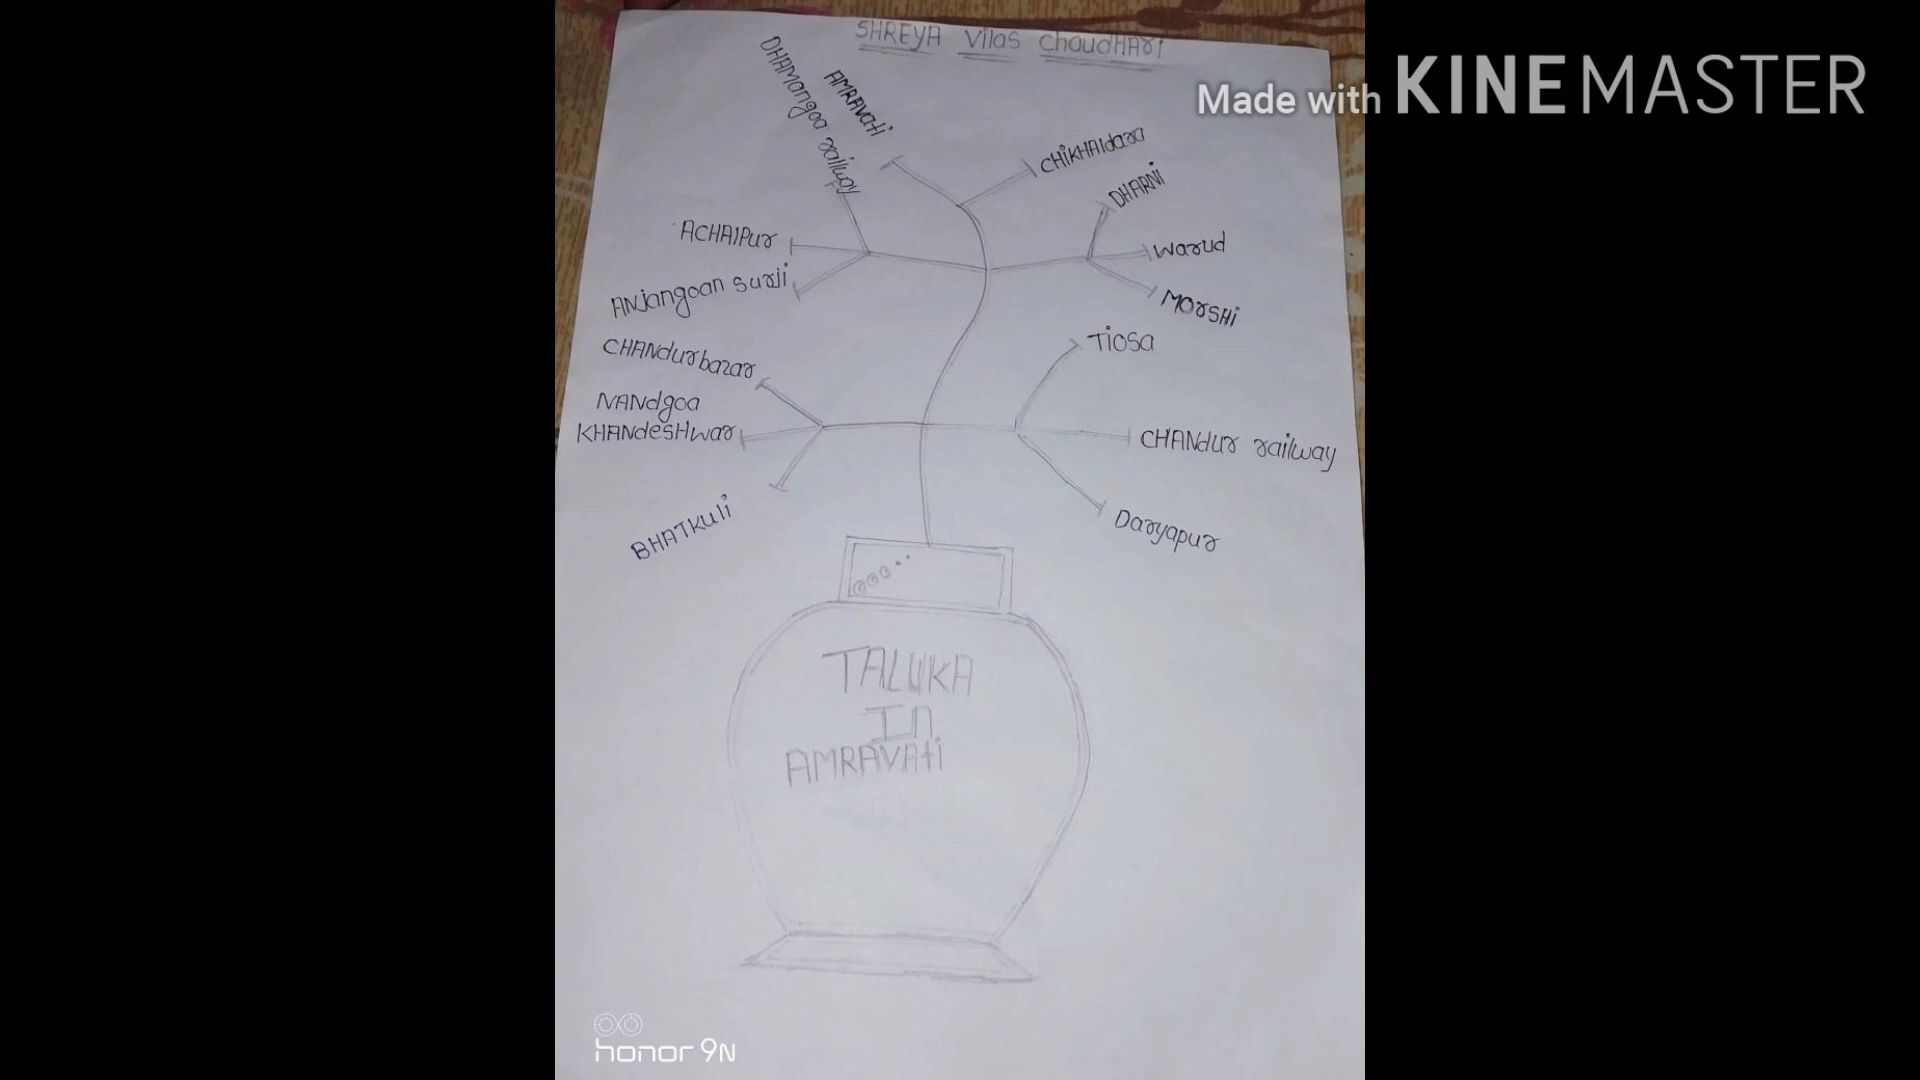 SHREYA Vilas CHaudHAri
Made with KINEMASTER
DHAMangoa railway
AMRAVAti
CHiKHAldara
DHARNi
ACHAlPur
Warud
ANjangoan surji
MOrSHi
CHANdurbazar
Tiosa
NANdgoa
KHANdesHwar
CHANdur railway
BHATKUli
Daryapur
TALUKA
In
AMRAVAti
honor 9N